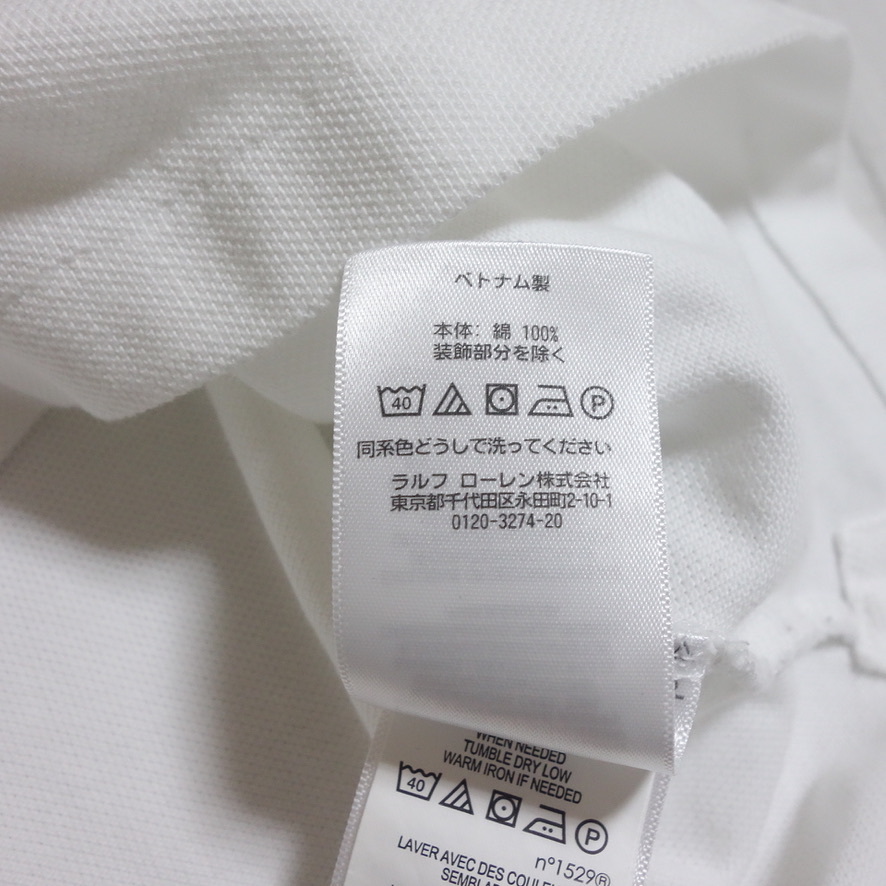 ベトナム製
本体: 綿 100%
装飾部分を除く
40
P
同系色どうしで洗ってください
ラルフ ローレン株式会社
東京都千代田区永田町2-10-1
0120-3274-20
WHEN NEEDED
TUMBLE DRY LOW
WARM IRON IF NEEDED
40
P
n°1529®
LAVER AVEC DES